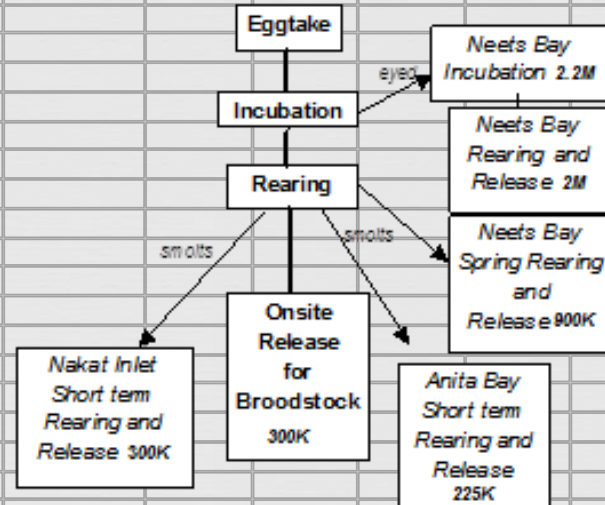 Eggtake
Neets Bay
Incubation 2.2M
eyed
Incubation
Neets Bay
Rearing and
Release 2M
Rearing
smolts
smolts
Neets Bay
Spring Rearing
and
Release 900K
Onsite
Release
for
Broodstock
300K
Nakat Inlet
Short term
Rearing and
Release 300K
Anita Bay
Short term
Rearing and
Release
225K